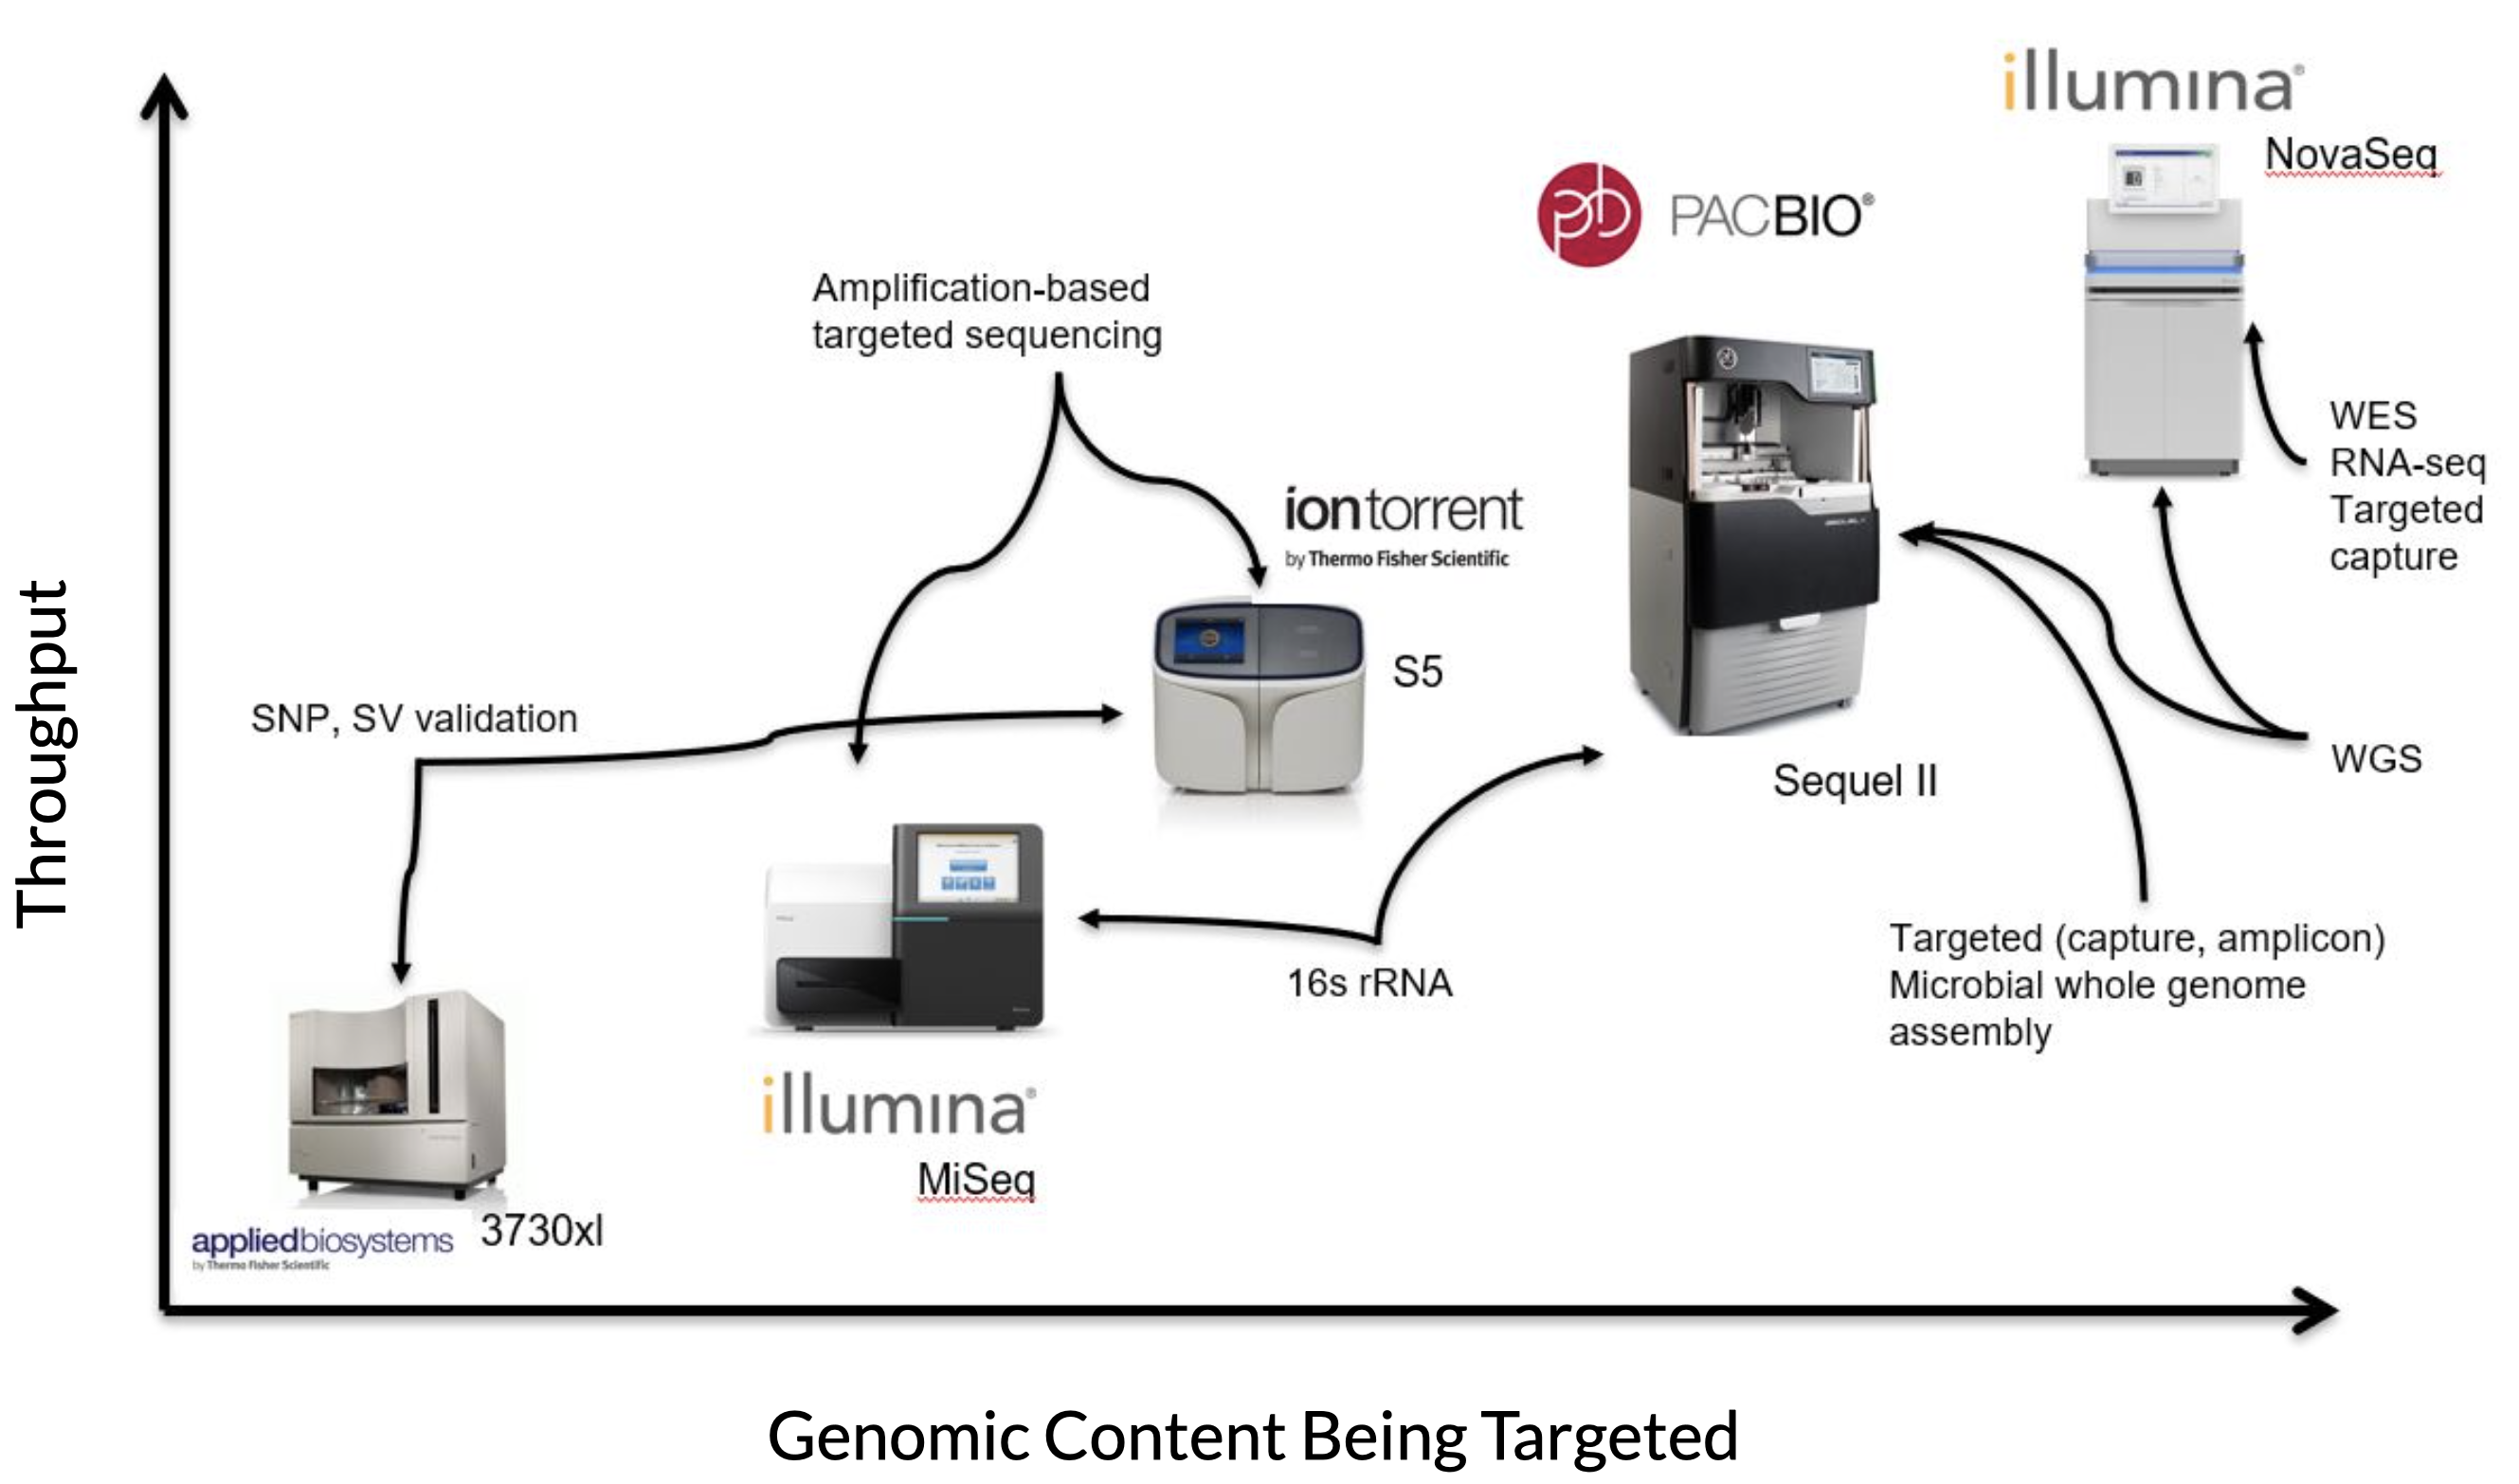 illumina®
NovaSeq
PACBIO®
Amplification-based
targeted sequencing
WES
RNA-seq
Targeted
capture
iontorrent
by Thermo Fisher Scientific
S5
SNP, SV validation
Sequel II
WGS
Throughput
16s rRNA
Targeted (capture, amplicon)
Microbial whole genome
assembly
illumina®
MiSeq
3730xl
appliedbiosystems
by Thermo Fisher Scientific
Genomic Content Being Targeted